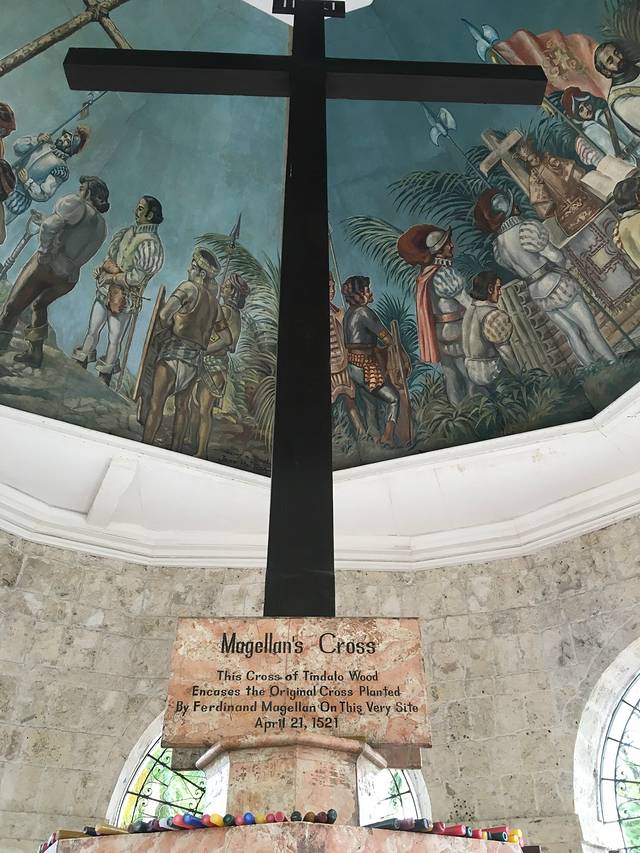 Magellan's Cross
This Cross of Tindalo Wood
Encases the Original Cross Planted
By Ferdinand Magellan On This Very Site
April 21, 1521